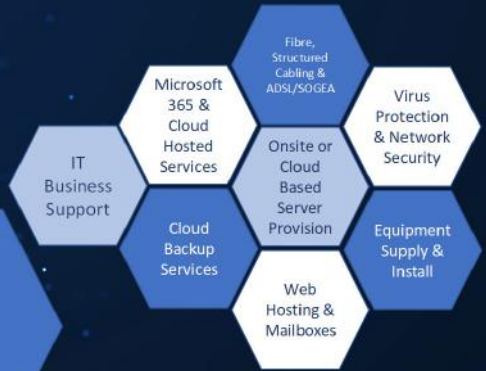 Fibre,
Structured
Cabling &
ADSL/SOGEA
Microsoft
365 &
Cloud
Hosted
Services
Virus
Protection
& Network
Security
IT
Business
Support
Onsite or
Cloud
Based
Server
Provision
Cloud
Backup
Services
Equipment
Supply &
Install
Web
Hosting &
Mailboxes